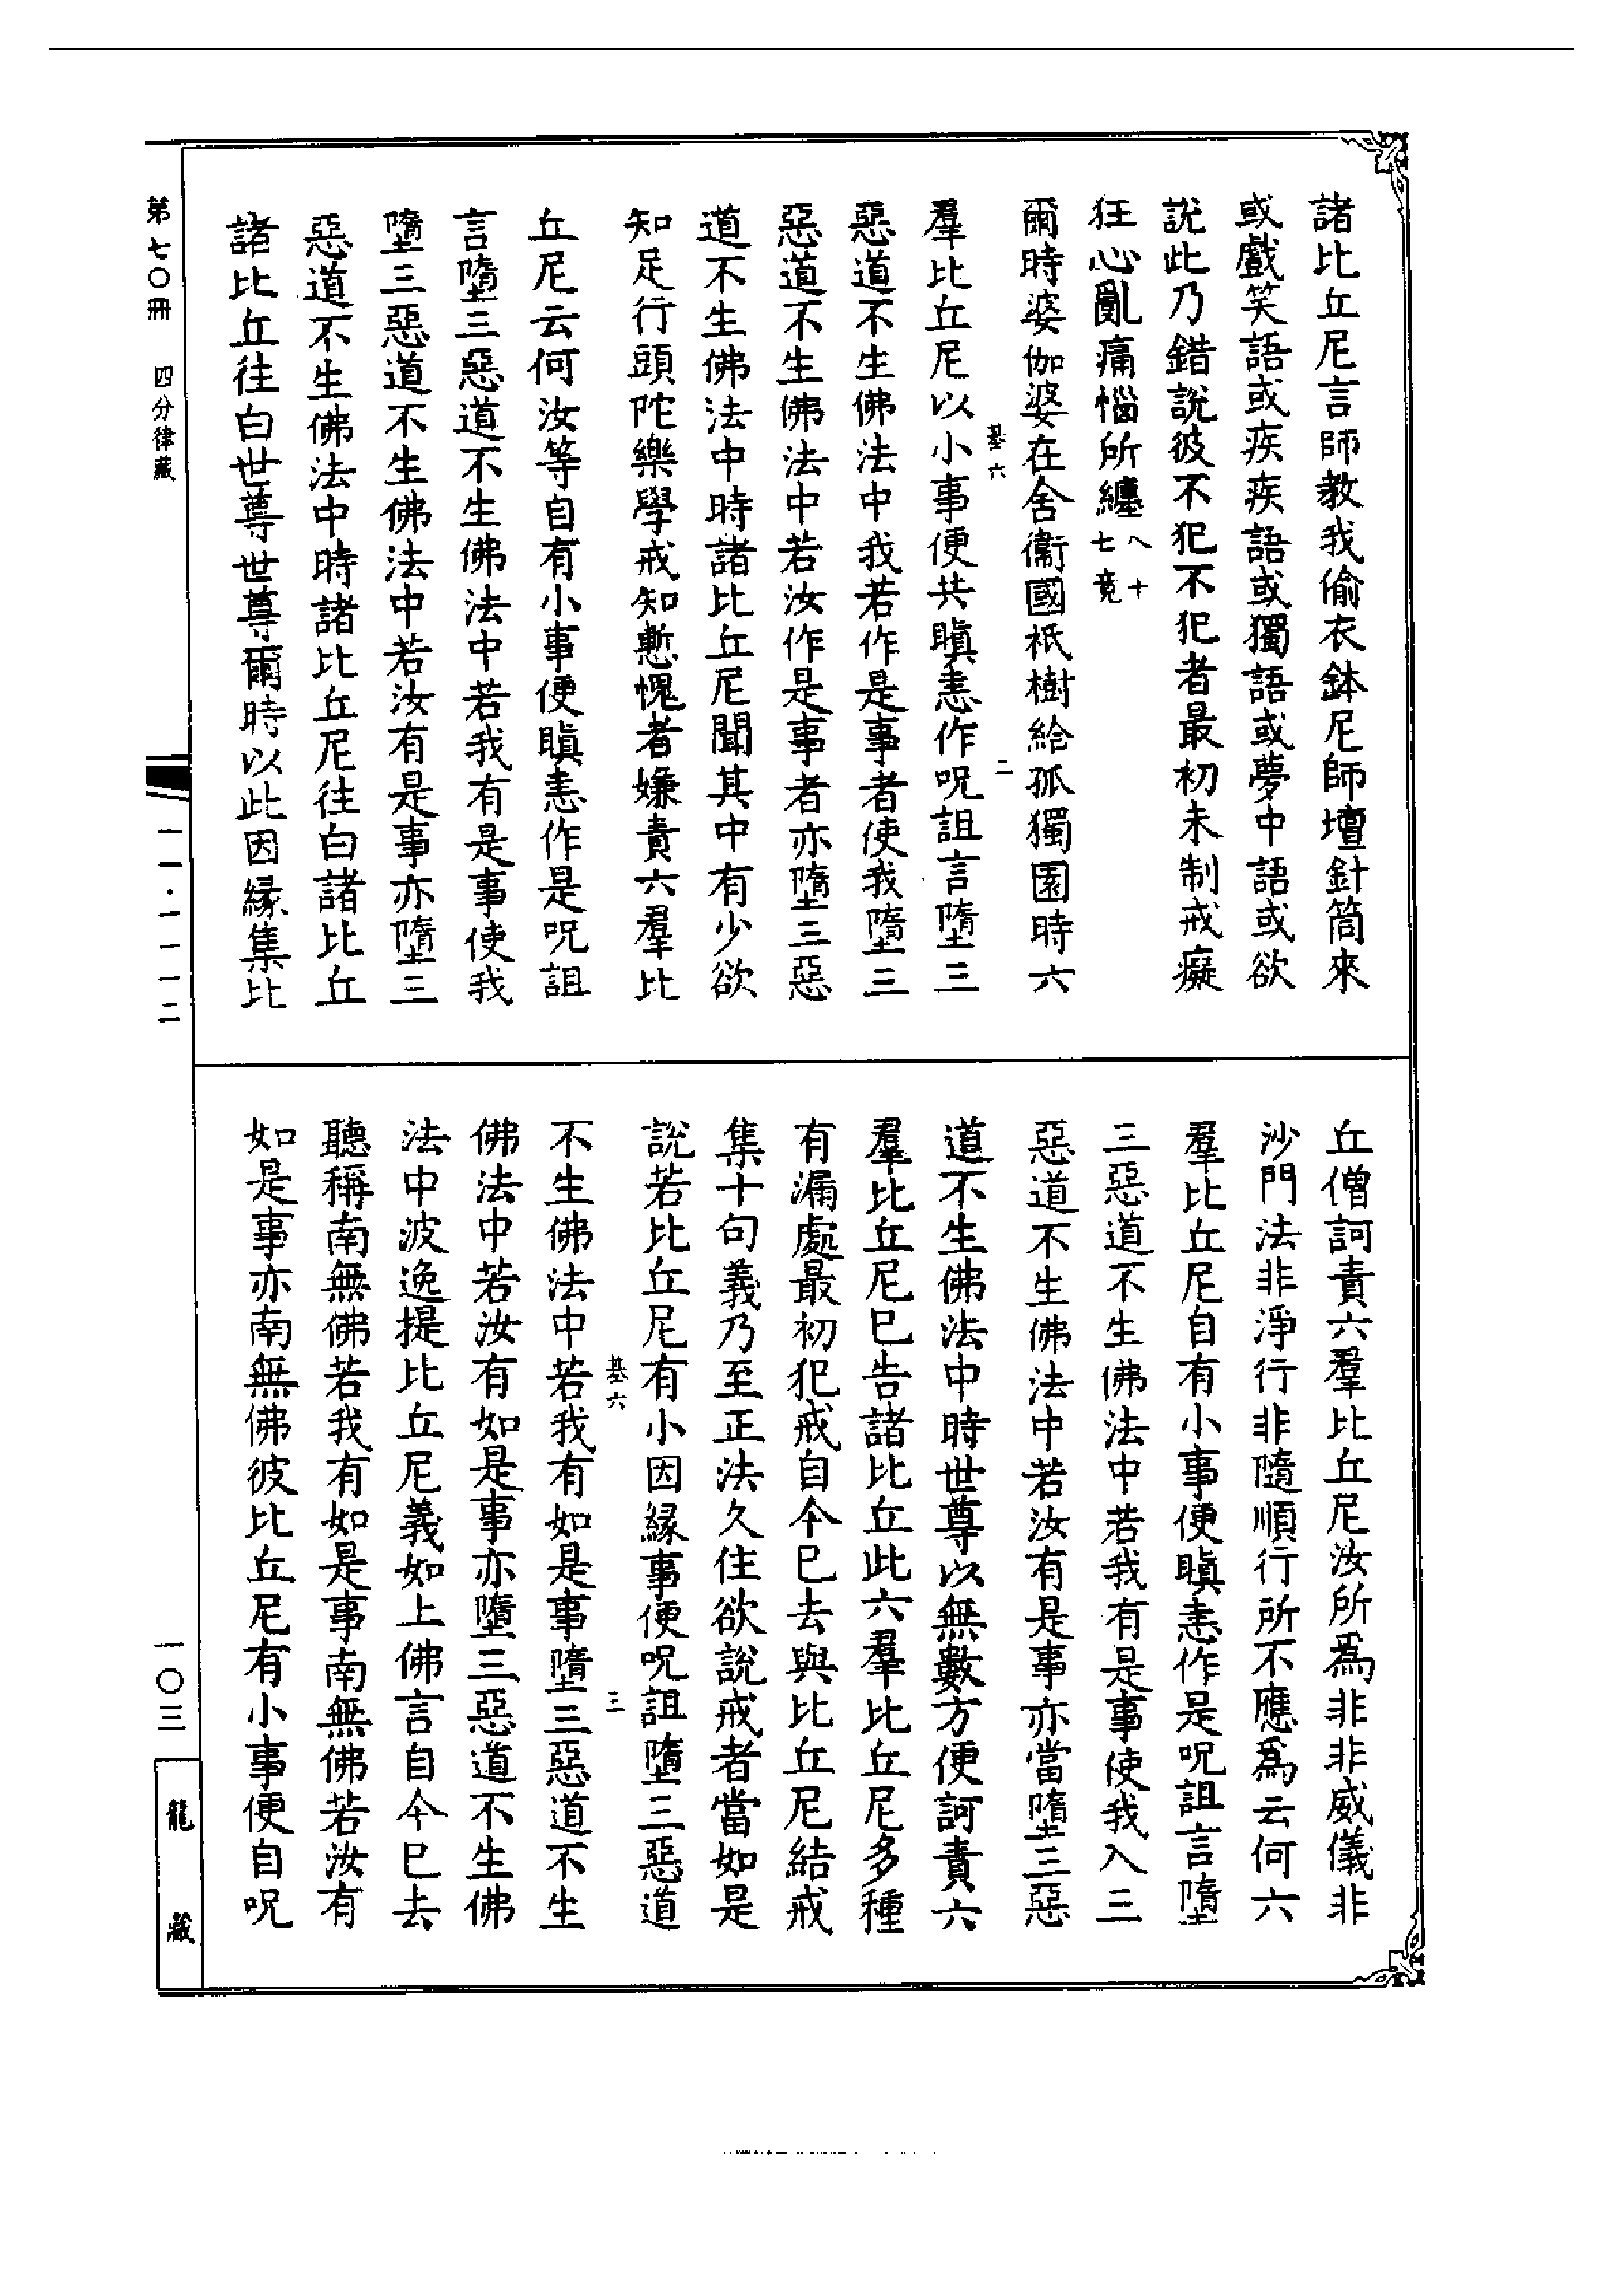 諸比丘尼言師教我偷衣鉢尼師壇針筒來
或戲笑語或疾疾語或獨語或夢中語或欲
說此乃錯說彼不犯不犯者最初未制戒癡
狂心亂痛惱所纏八十七竟
爾時婆伽婆在舍衛國祇樹給孤獨園時六
基六 二
羣比丘尼以小事便共瞋恚作呪詛言墮三
惡道不生佛法中我若作是事者使我墮三
惡道不生佛法中若汝作是事者亦墮三惡
道不生佛法中時諸比丘尼聞其中有少欲
知足行頭陀樂學戒知慙愧者嫌責六羣比
丘尼云何汝等自有小事便瞋恚作是呪詛
言墮三惡道不生佛法中若我有是事使我
墮三惡道不生佛法中若汝有是事亦墮三
惡道不生佛法中時諸比丘尼往白諸比丘
諸比丘往白世尊世尊爾時以此因緣集比
丘僧訶責六羣比丘尼汝所爲非非威儀非
沙門法非淨行非隨順行所不應爲云何六
羣比丘尼自有小事便瞋恚作是呪詛言墮
三惡道不生佛法中若我有是事使我入三
惡道不生佛法中若汝有是事亦當墮三惡
道不生佛法中時世尊以無數方便訶責六
羣比丘尼巳告諸比丘此六羣比丘尼多種
有漏處最初犯戒自今巳去與比丘尼結戒
集十句義乃至正法久住欲說戒者當如是
說若比丘尼有小因緣事便呪詛墮三惡道
基六 三
不生佛法中若我有如是事墮三惡道不生
佛法中若汝有如是事亦墮三惡道不生佛
法中波逸提比丘尼義如上佛言自今巳去
聽稱南無佛若我有如是事南無佛若汝有
如是事亦南無佛彼比丘尼有小事便自呪
第七〇冊 四分律藏
一一·一一一二
一〇三
龍藏